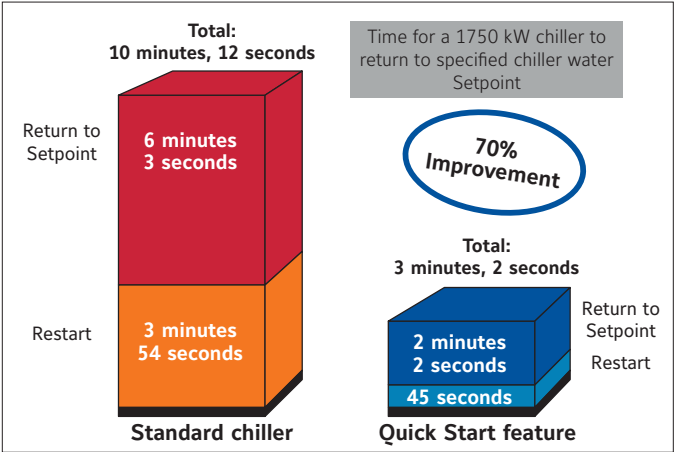 Total:
10 minutes, 12 seconds
Time for a 1750 kW chiller to
return to specified chiller water
Setpoint
Return to
Setpoint
6 minutes
3 seconds
70%
Improvement
Total:
3 minutes, 2 seconds
Restart
3 minutes
54 seconds
2 minutes
2 seconds
Return to
Setpoint
Restart
45 seconds
Standard chiller
Quick Start feature